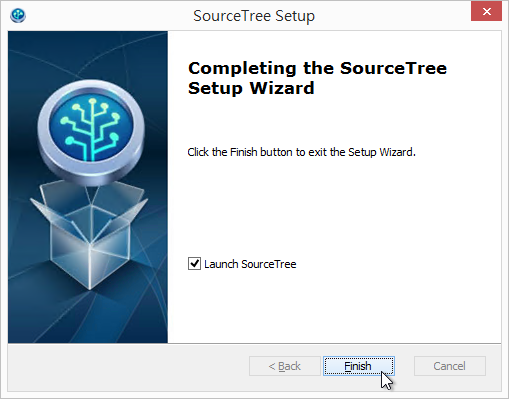 SourceTree Setup
Completing the SourceTree
Setup Wizard
Click the Finish button to exit the Setup Wizard.
Launch SourceTree
< Back
Finish
Cancel